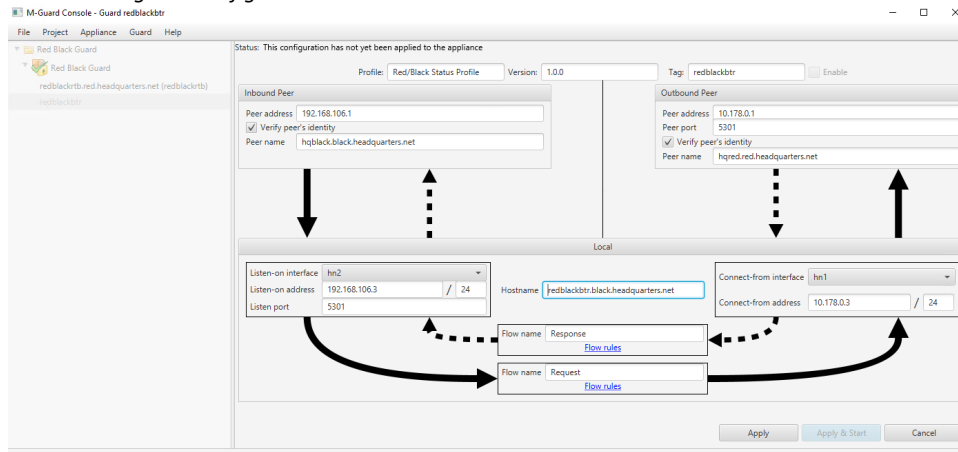 M-Guard Console - Guard redblackbtr
File Project Appliance Guard Help
Red Black Guard
Red Black Guard
redblackrtb.red.headquarters.net (redblackrtb)
redblackbtr
Status: This configuration has not yet been applied to the appliance
Profile: Red/Black Status Profile Version: 1.0.0 Tag: redblackbtr Enable
Inbound Peer
Peer address 192.168.106.1
Verify peer's identity
Peer name hqblack.black.headquarters.net
Outbound Peer
Peer address 10.178.0.1
Peer port 5301
Verify peer's identity
Peer name hqred.red.headquarters.net
Local
Listen-on interface hn2
Listen-on address 192.168.106.3 / 24
Listen port 5301
Hostname redblackbtr.black.headquarters.net
Connect-from interface hn1
Connect-from address 10.178.0.3 / 24
Flow name Response
Flow rules
Flow name Request
Flow rules
Apply Apply & Start Cancel